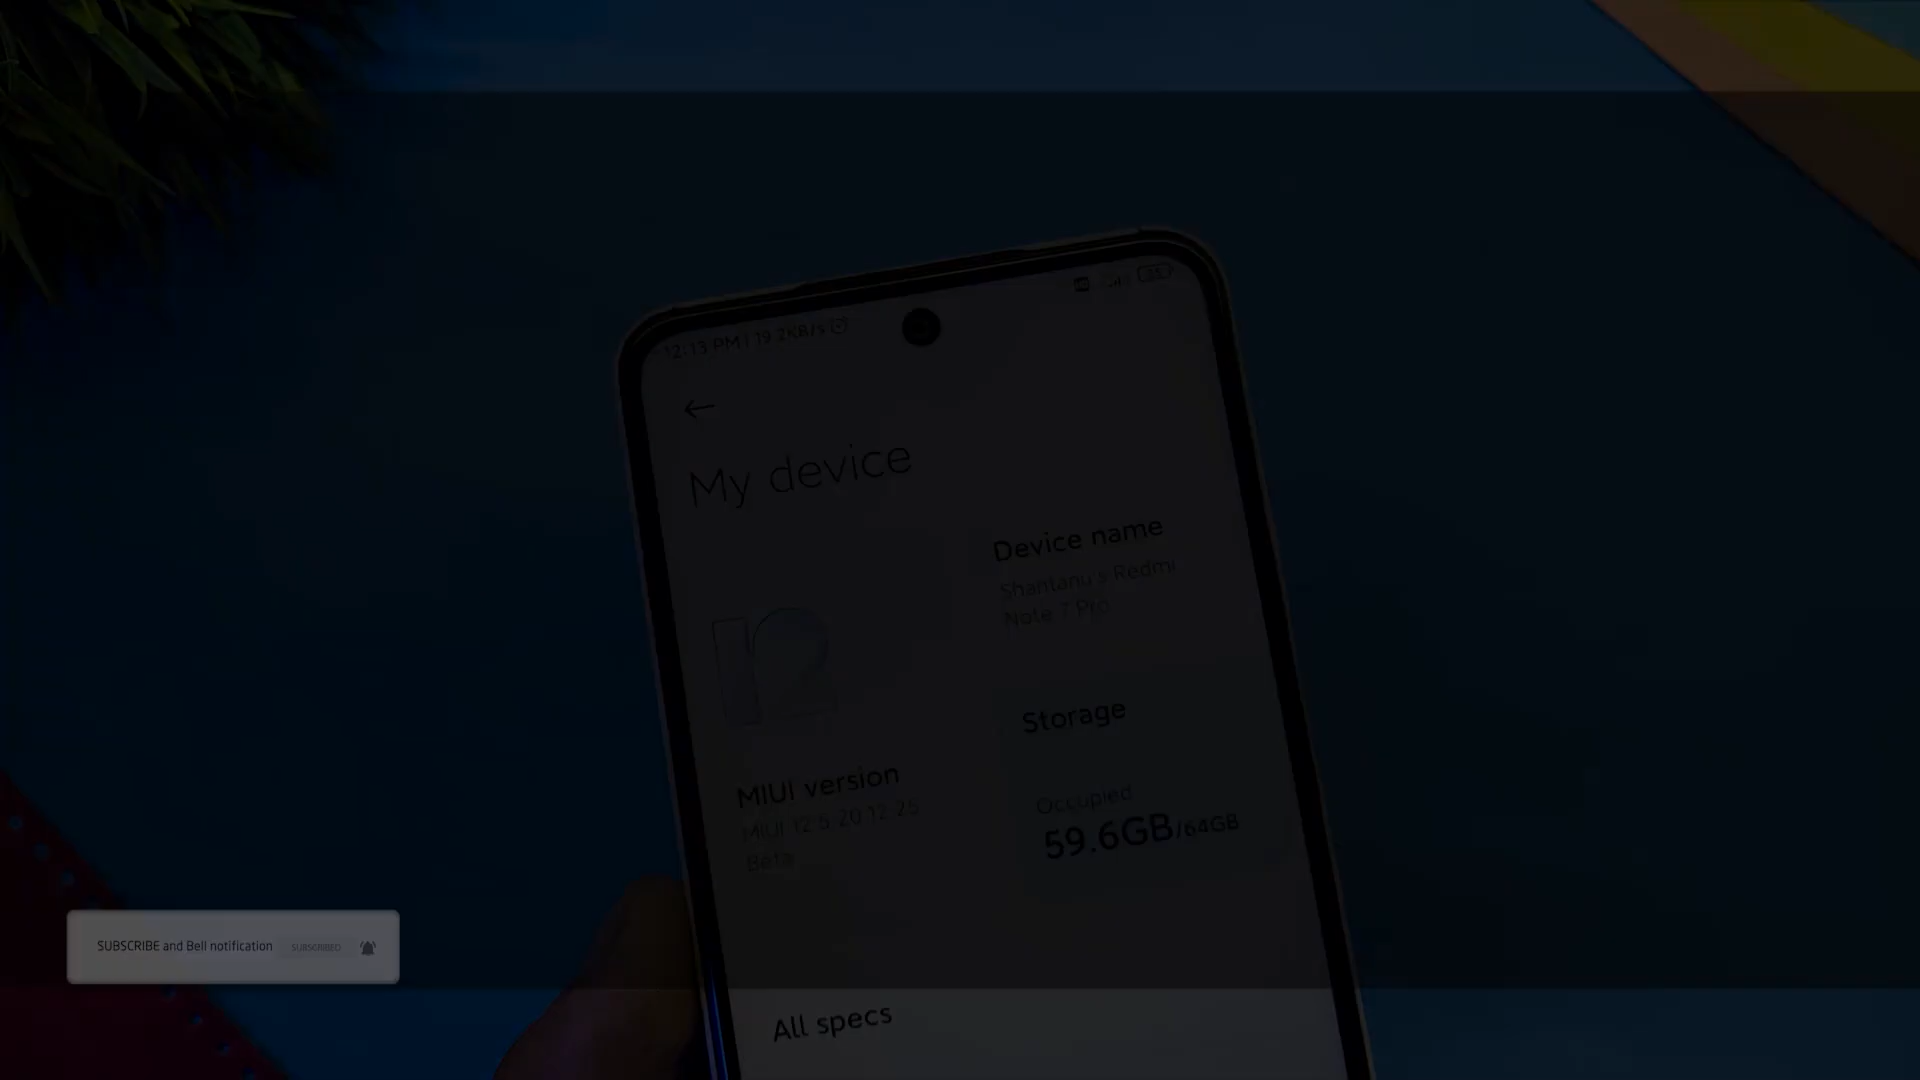 12:13 PM | 19.2KB/s
My device
Device name
Shantanu's Redmi
Note 7 Pro
12
Storage
MIUI version
MIUI 12.5 20.12.25
Beta
Occupied
59.6GB/64GB
SUBSCRIBE and Bell notification SUBSCRIBED
All specs